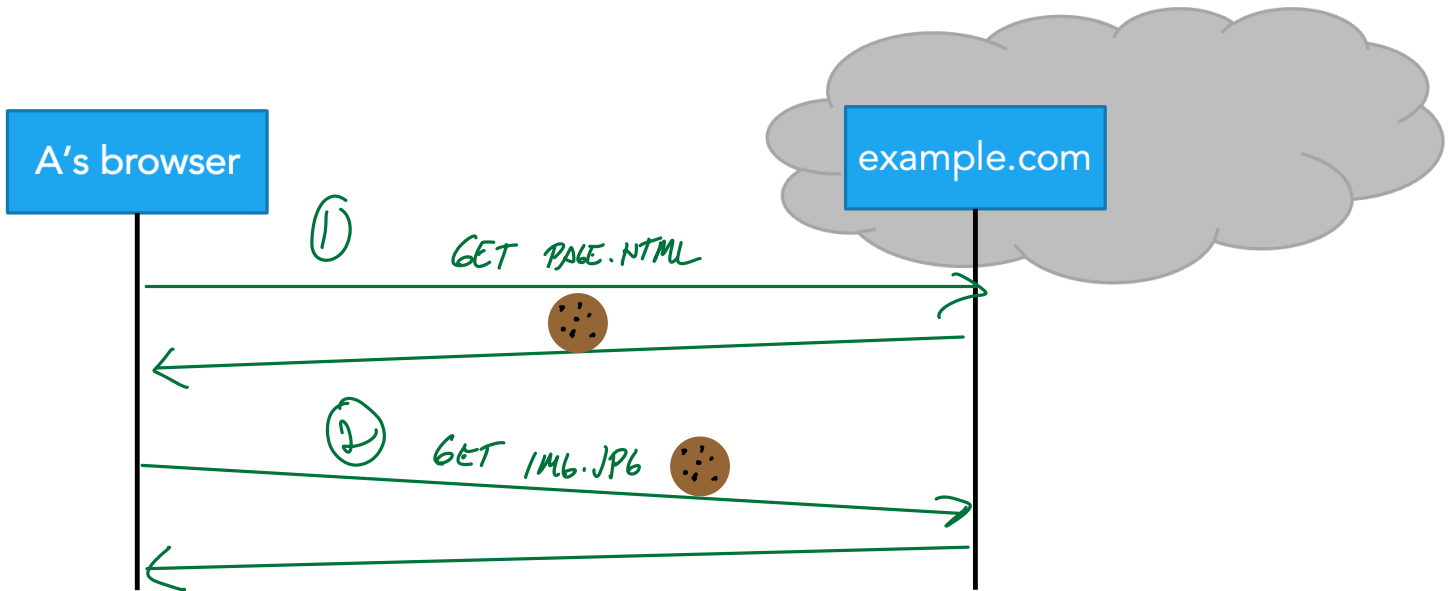 A's browser
example.com
1
GET PAGE.HTML
2
GET IMG.JPG